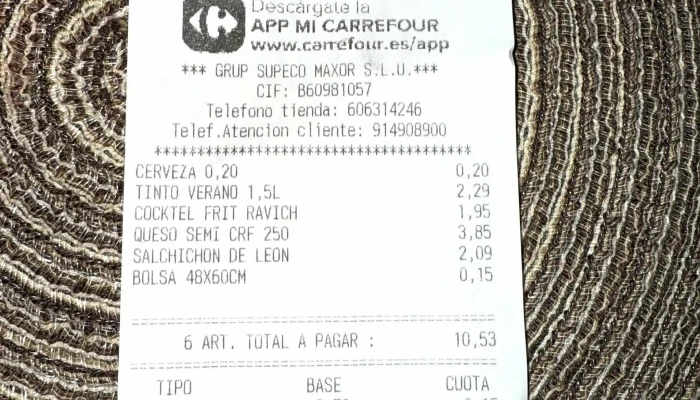 Descárgate la
APP MI CARREFOUR
www.carrefour.es/app
*** GRUP SUPECO MAXOR S.L.U.***
CIF: B60981057
Telefono tienda: 606314246
Telef.Atencion cliente: 914908900
****************************************
CERVEZA 0,20 0,20
TINTO VERANO 1,5L 2,29
COCKTEL FRIT RAVICH 1,95
QUESO SEMI CRF 250 3,85
SALCHICHON DE LEON 2,09
BOLSA 48X60CM 0,15
========================================
6 ART. TOTAL A PAGAR : 10,53
========================================
TIPO BASE CUOTA